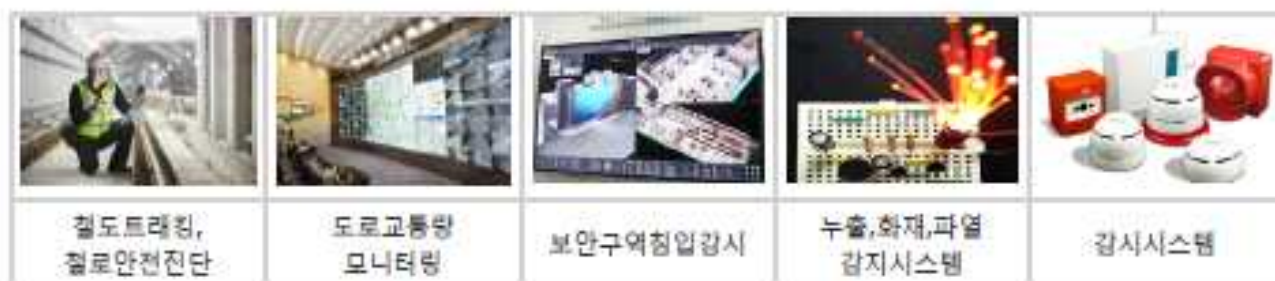 철도트래킹,
철로안전진단
도로교통량
모니터링
보안구역침입감시
누출,화재,파열
감지시스템
감시시스템